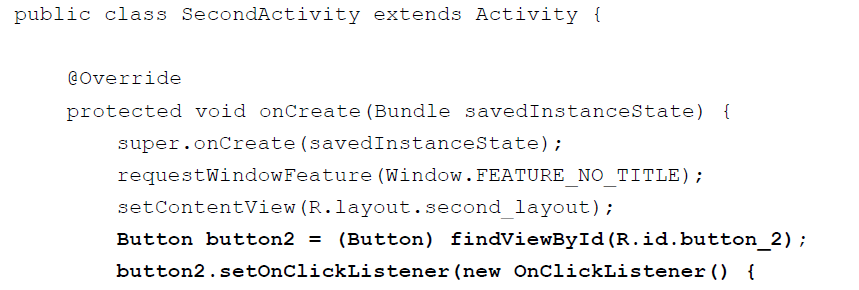 public class SecondActivity extends Activity {
@Override
protected void onCreate(Bundle savedInstanceState) {
super.onCreate(savedInstanceState);
requestWindowFeature(Window.FEATURE_NO_TITLE);
setContentView(R.layout.second_layout);
Button button2 = (Button) findViewById(R.id.button_2);
button2.setOnClickListener(new OnClickListener() {